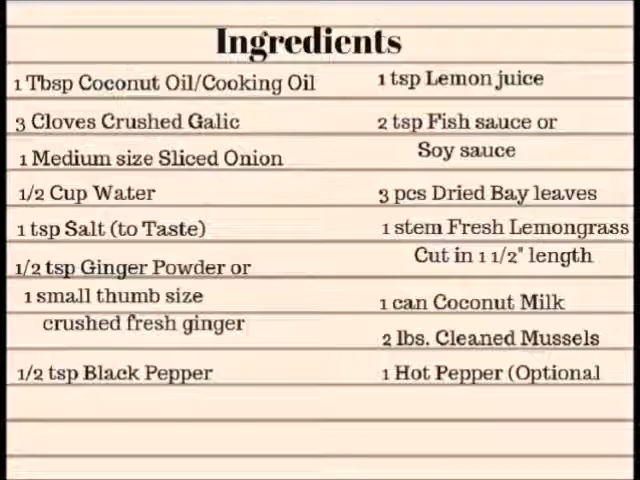 Ingredients
1 Tbsp Coconut Oil/Cooking Oil
3 Cloves Crushed Galic
1 Medium size Sliced Onion
1/2 Cup Water
1 tsp Salt (to Taste)
1/2 tsp Ginger Powder or
1 small thumb size
crushed fresh ginger
1/2 tsp Black Pepper
1 tsp Lemon juice
2 tsp Fish sauce or
Soy sauce
3 pcs Dried Bay leaves
1 stem Fresh Lemongrass
Cut in 1 1/2" length
1 can Coconut Milk
2 lbs. Cleaned Mussels
1 Hot Pepper (Optional